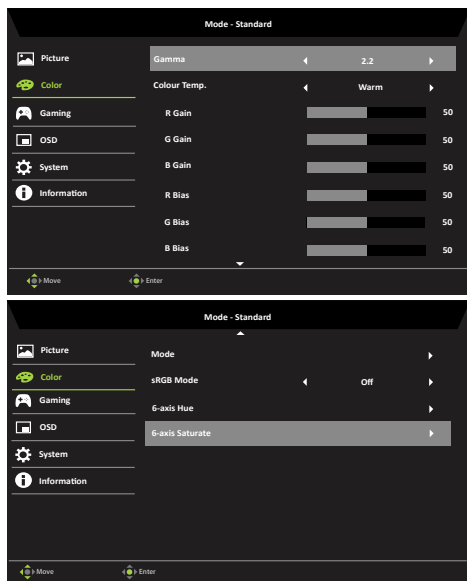 Mode - Standard
Picture
Gamma 2.2
Color
Colour Temp. Warm
Gaming
R Gain 50
OSD
G Gain 50
System
B Gain 50
Information
R Bias 50
G Bias 50
B Bias 50
Move Enter
Mode - Standard
Picture
Mode
Color
sRGB Mode Off
Gaming
6-axis Hue
OSD
6-axis Saturate
System
Information
Move Enter